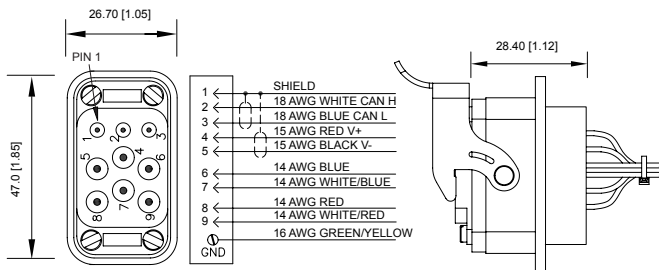 26.70 [1.05]
47.0 [1.85]
PIN 1
1 2 3
4
5 6
7
8 9
1 SHIELD
2 18 AWG WHITE CAN H
3 18 AWG BLUE CAN L
4 15 AWG RED V+
5 15 AWG BLACK V-
6 14 AWG BLUE
7 14 AWG WHITE/BLUE
8 14 AWG RED
9 14 AWG WHITE/RED
16 AWG GREEN/YELLOW
GND
28.40 [1.12]